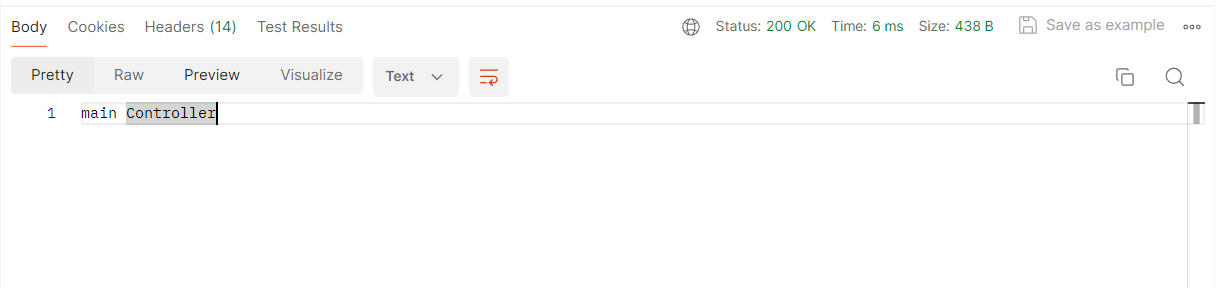 Body Cookies Headers (14) Test Results Status: 200 OK Time: 6 ms Size: 438 B Save as example
Pretty Raw Preview Visualize Text
1 main Controller